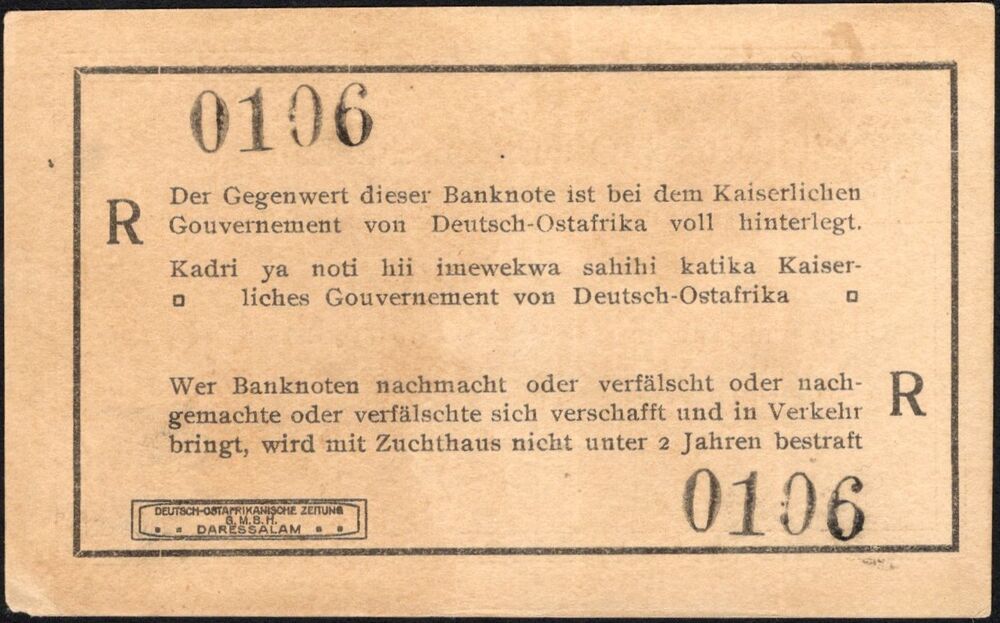 0106
R
Der Gegenwert dieser Banknote ist bei dem Kaiserlichen
Gouvernement von Deutsch-Ostafrika voll hinterlegt.
Kadri ya noti hii imewekwa sahihi katika Kaiser-
liches Gouvernement von Deutsch-Ostafrika
Wer Banknoten nachmacht oder verfälscht oder nach-
gemachte oder verfälschte sich verschafft und in Verkehr
bringt, wird mit Zuchthaus nicht unter 2 Jahren bestraft
R
0106
DEUTSCH-OSTAFRIKANISCHE ZEITUNG
G.M.B.H.
DARESSALAM